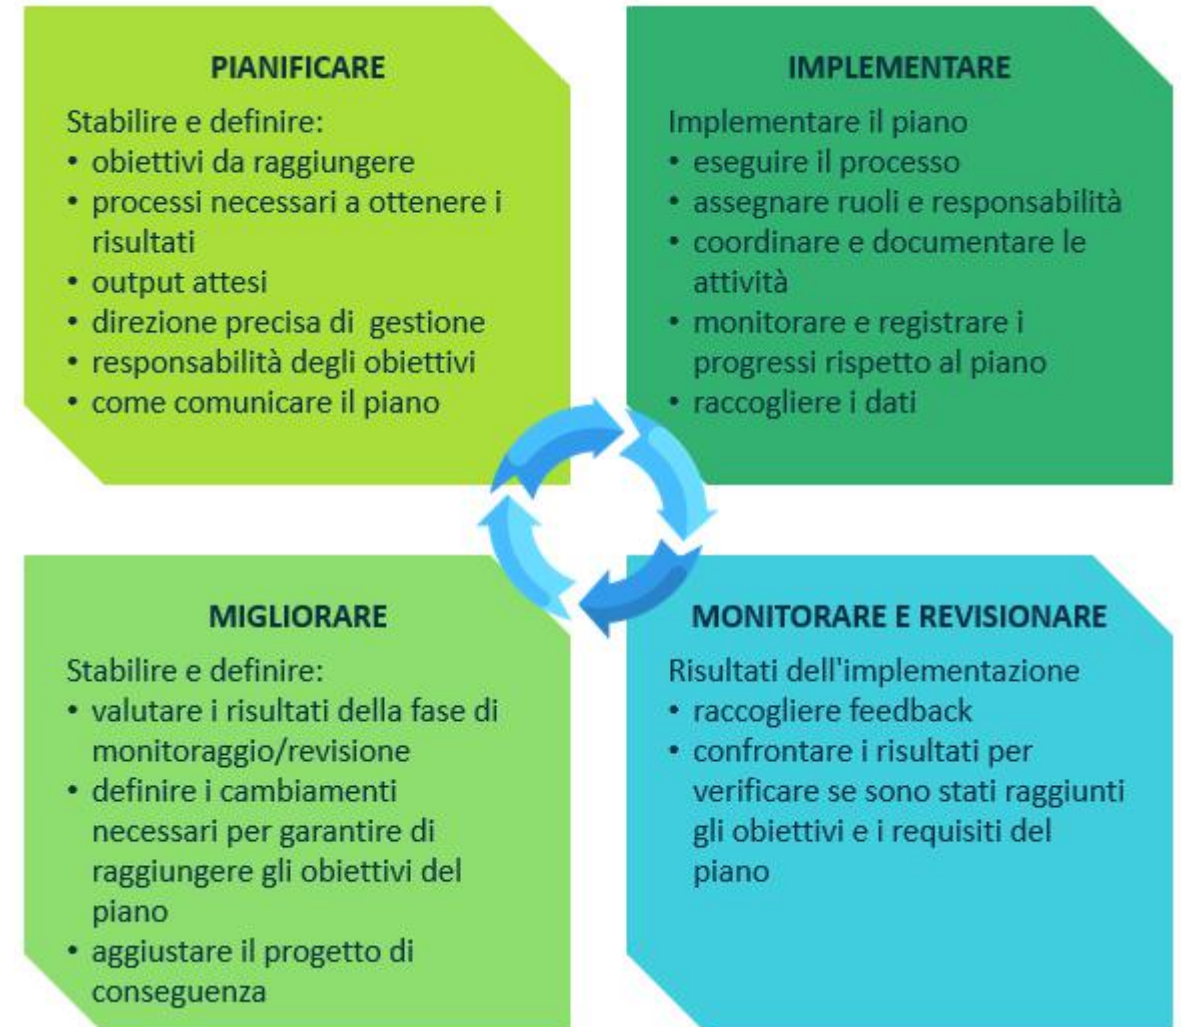 PIANIFICARE
Stabilire e definire:
• obiettivi da raggiungere
• processi necessari a ottenere i
risultati
• output attesi
• direzione precisa di  gestione
• responsabilità degli obiettivi
• come comunicare il piano
IMPLEMENTARE
Implementare il piano
• eseguire il processo
• assegnare ruoli e responsabilità
• coordinare e documentare le
attività
• monitorare e registrare i
progressi rispetto al piano
• raccogliere i dati
MIGLIORARE
Stabilire e definire:
• valutare i risultati della fase di
monitoraggio/revisione
• definire i cambiamenti
necessari per garantire di
raggiungere gli obiettivi del
piano
• aggiustare il progetto di
conseguenza
MONITORARE E REVISIONARE
Risultati dell'implementazione
• raccogliere feedback
• confrontare i risultati per
verificare se sono stati raggiunti
gli obiettivi e i requisiti del
piano